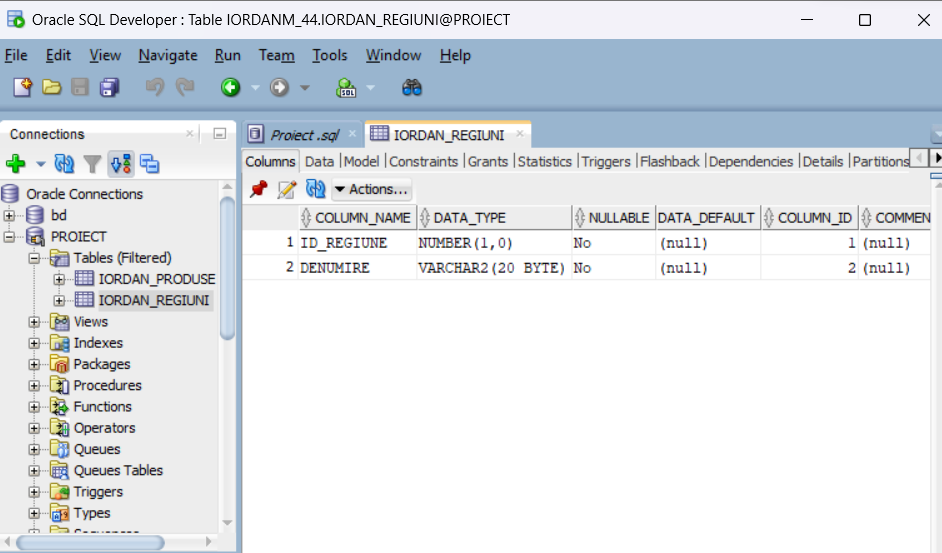 Oracle SQL Developer : Table IORDANM_44.IORDAN_REGIUNI@PROIECT
File Edit View Navigate Run Team Tools Window Help
SQL
Connections
Oracle Connections
bd
PROIECT
Tables (Filtered)
IORDAN_PRODUSE
IORDAN_REGIUNI
Views
Indexes
Packages
Procedures
Functions
Operators
Queues
Queues Tables
Triggers
Types
Sequences
Proiect .sql IORDAN_REGIUNI
Columns Data Model Constraints Grants Statistics Triggers Flashback Dependencies Details Partitions
Actions...
COLUMN_NAME DATA_TYPE NULLABLE DATA_DEFAULT COLUMN_ID COMMEN
1 ID_REGIUNE NUMBER(1,0) No (null) 1 (null)
2 DENUMIRE VARCHAR2(20 BYTE) No (null) 2 (null)